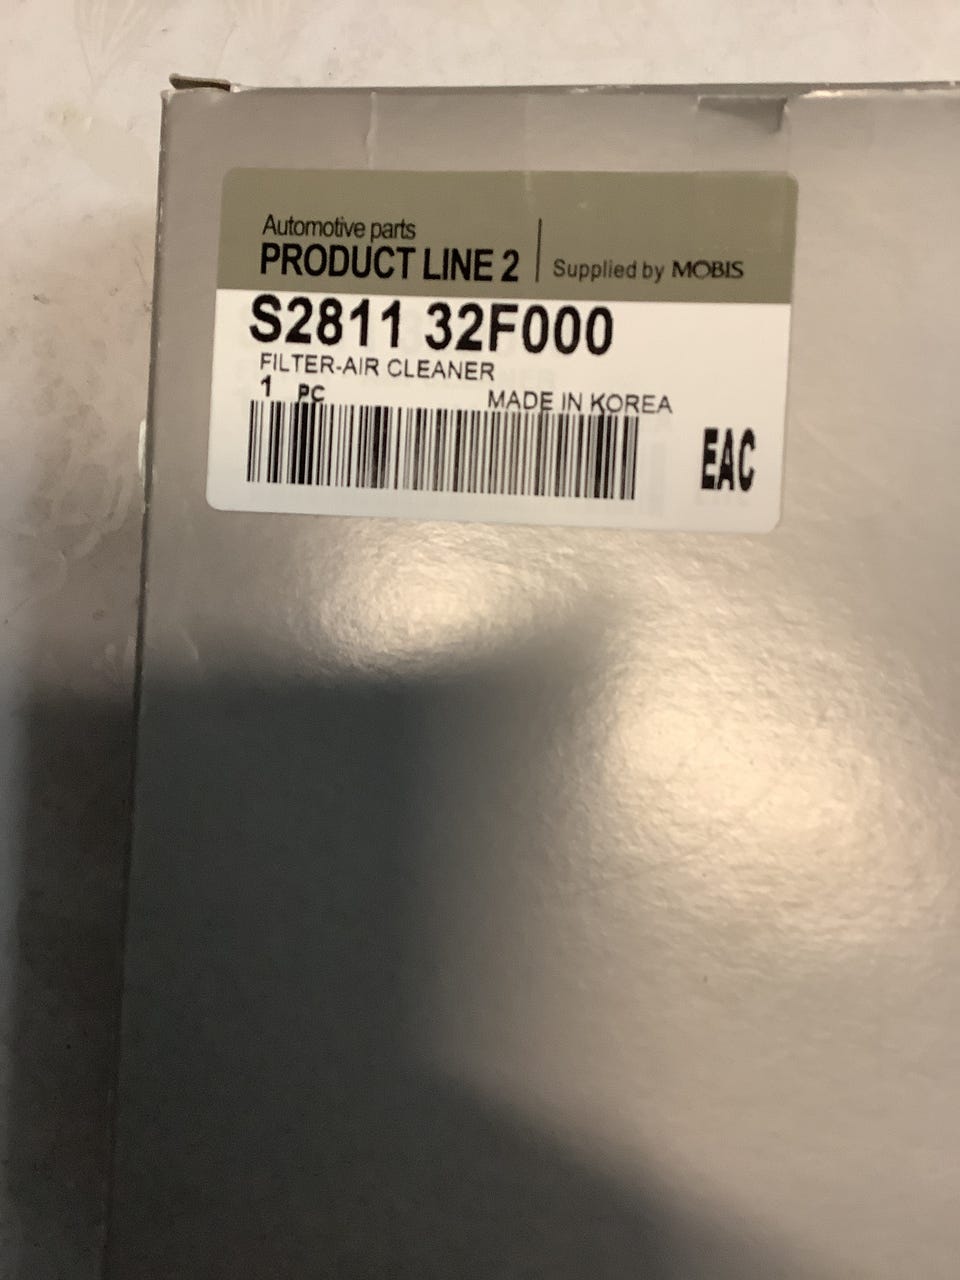 Automotive parts
PRODUCT LINE 2
Supplied by MOBIS
S2811 32F000
FILTER-AIR CLEANER
1 PC
MADE IN KOREA
EAC